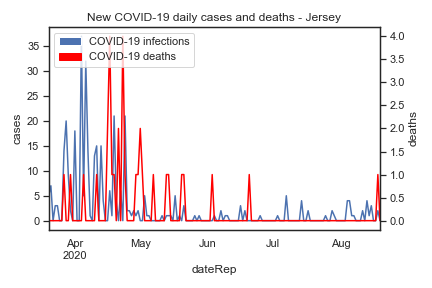 New COVID-19 daily cases and deaths - Jersey
COVID-19 infections
COVID-19 deaths
35
30
25
20
15
10
5
0
cases
4.0
3.5
3.0
2.5
2.0
1.5
1.0
0.5
0.0
deaths
Apr May Jun Jul Aug
2020
dateRep